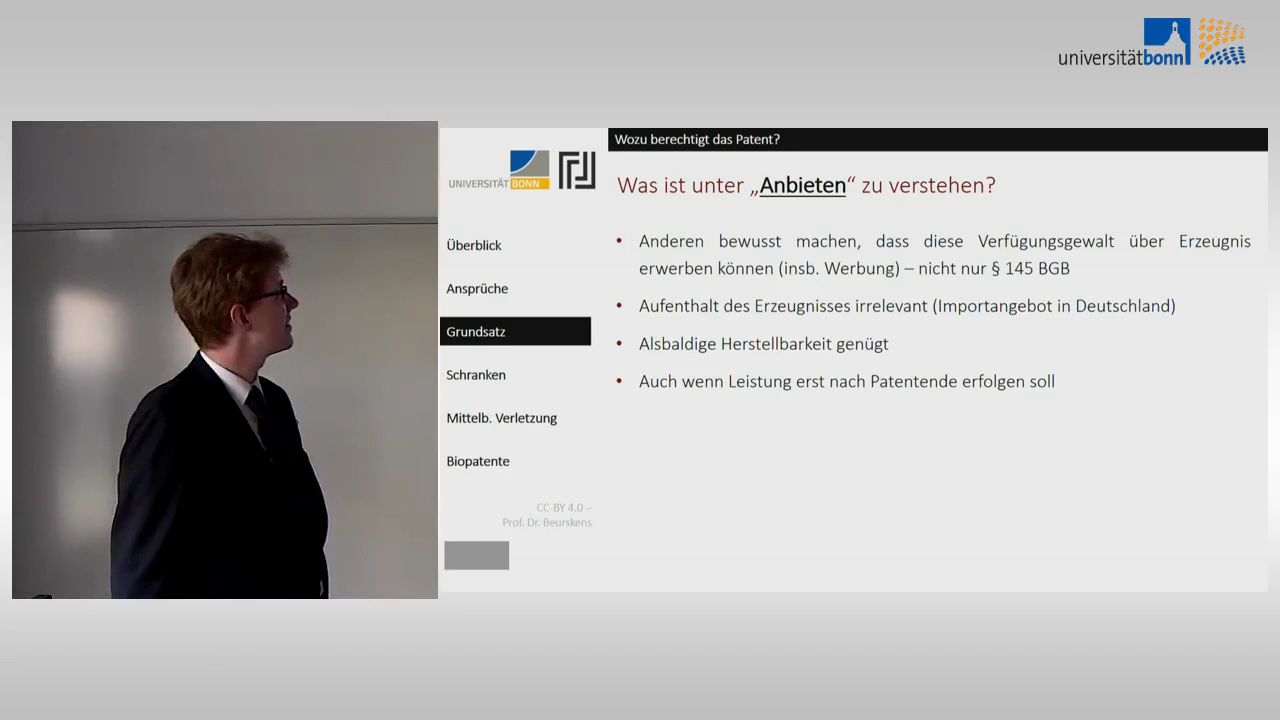 universitätbonn
Wozu berechtigt das Patent?
UNIVERSITÄT BONN
Was ist unter „Anbieten“ zu verstehen?
Überblick
Ansprüche
Grundsatz
Schranken
Mittelb. Verletzung
Biopatente
CC-BY 4.0 –
Prof. Dr. Beurskens
• Anderen bewusst machen, dass diese Verfügungsgewalt über Erzeugnis
erwerben können (insb. Werbung) – nicht nur § 145 BGB
• Aufenthalt des Erzeugnisses irrelevant (Importangebot in Deutschland)
• Alsbaldige Herstellbarkeit genügt
• Auch wenn Leistung erst nach Patentende erfolgen soll